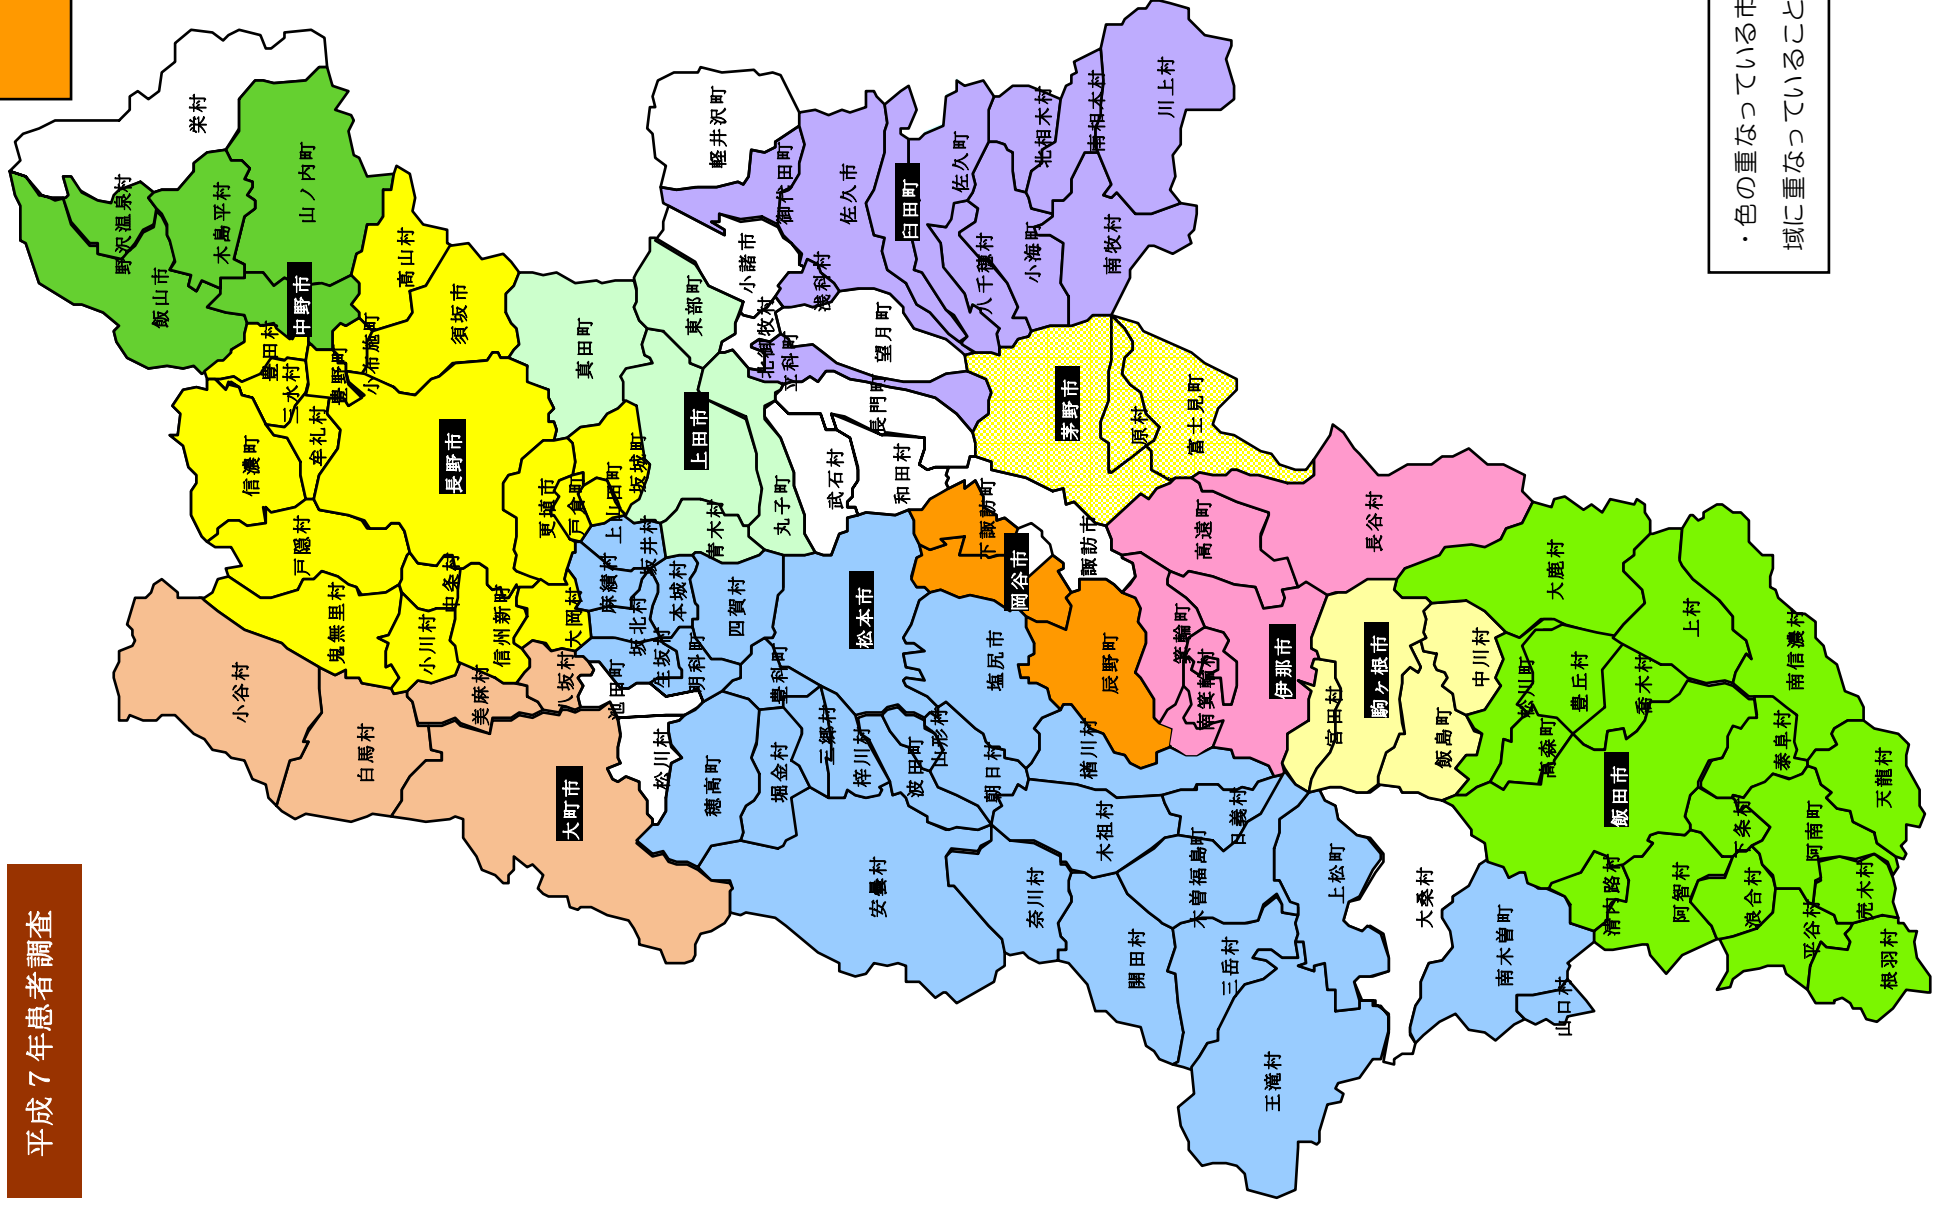 平成７年患者調査
・色の重なっている市
域に重なっていること
栄村
野沢温泉村
木島平村
山ノ内町
飯山市
中野市
高山村
豊田村
須坂市
小布施町
三水村
豊野町
牟礼村
信濃町
長野市
戸隠村
鬼無里村
小川村
中条村
信州新町
大岡村
更埴市
戸倉町
上山田町
坂城町
真田町
東部町
上田市
青木村
丸子町
武石村
和田村
長門町
軽井沢町
御代田町
小諸市
北御牧村
立科町
浅科村
望月町
佐久市
臼田町
佐久町
八千穂村
小海町
北相木村
南相木村
川上村
南牧村
小谷村
白馬村
美麻村
八坂村
大町市
池田町
松川村
麻績村
坂井村
坂北村
本城村
生坂村
明科町
四賀村
豊科町
穂高町
堀金村
三郷村
梓川村
波田町
山形村
朝日村
松本市
塩尻市
安曇村
奈川村
楢川村
木祖村
日義村
木曽福島町
開田村
三岳村
王滝村
上松町
大桑村
南木曽町
山口村
下諏訪町
岡谷市
諏訪市
茅野市
原村
富士見町
辰野町
箕輪町
南箕輪村
高遠町
長谷村
伊那市
宮田村
駒ヶ根市
飯島町
中川村
大鹿村
松川町
高森町
豊丘村
喬木村
上村
南信濃村
飯田市
清内路村
阿智村
浪合村
平谷村
根羽村
売木村
下条村
阿南町
泰阜村
天龍村